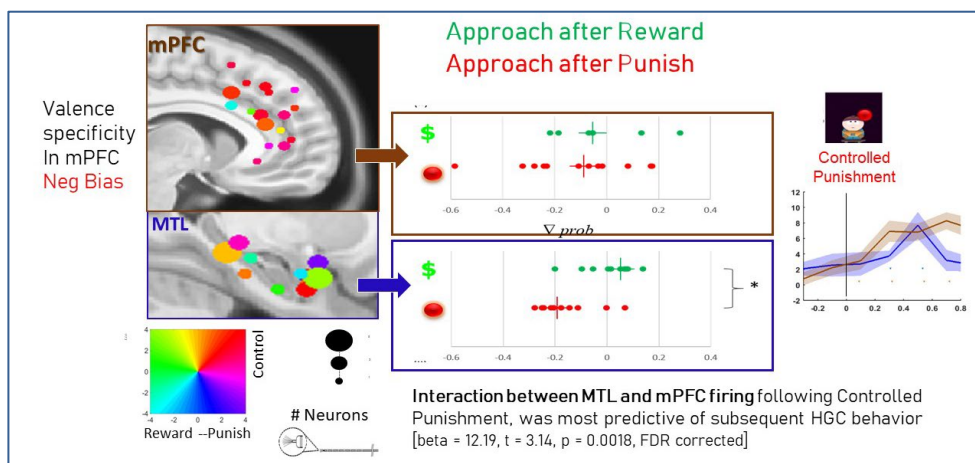 mPFC
Approach after Reward
Approach after Punish
Valence
specificity
In mPFC
Neg Bias
$
-0.6 -0.4 -0.2 0 0.2 0.4
∇ prob
Controlled
Punishment
12
10
8
6
4
2
0
-2
-0.2 0 0.2 0.4 0.6 0.8
MTL
$
*
....
-0.6 -0.4 -0.2 0 0.2 0.4
4
2
0
-2
-4
-4 -2 0 2 4
Control
Reward --Punish
# Neurons
Interaction between MTL and mPFC firing following Controlled
Punishment, was most predictive of subsequent HGC behavior
[beta = 12.19, t = 3.14, p = 0.0018, FDR corrected]